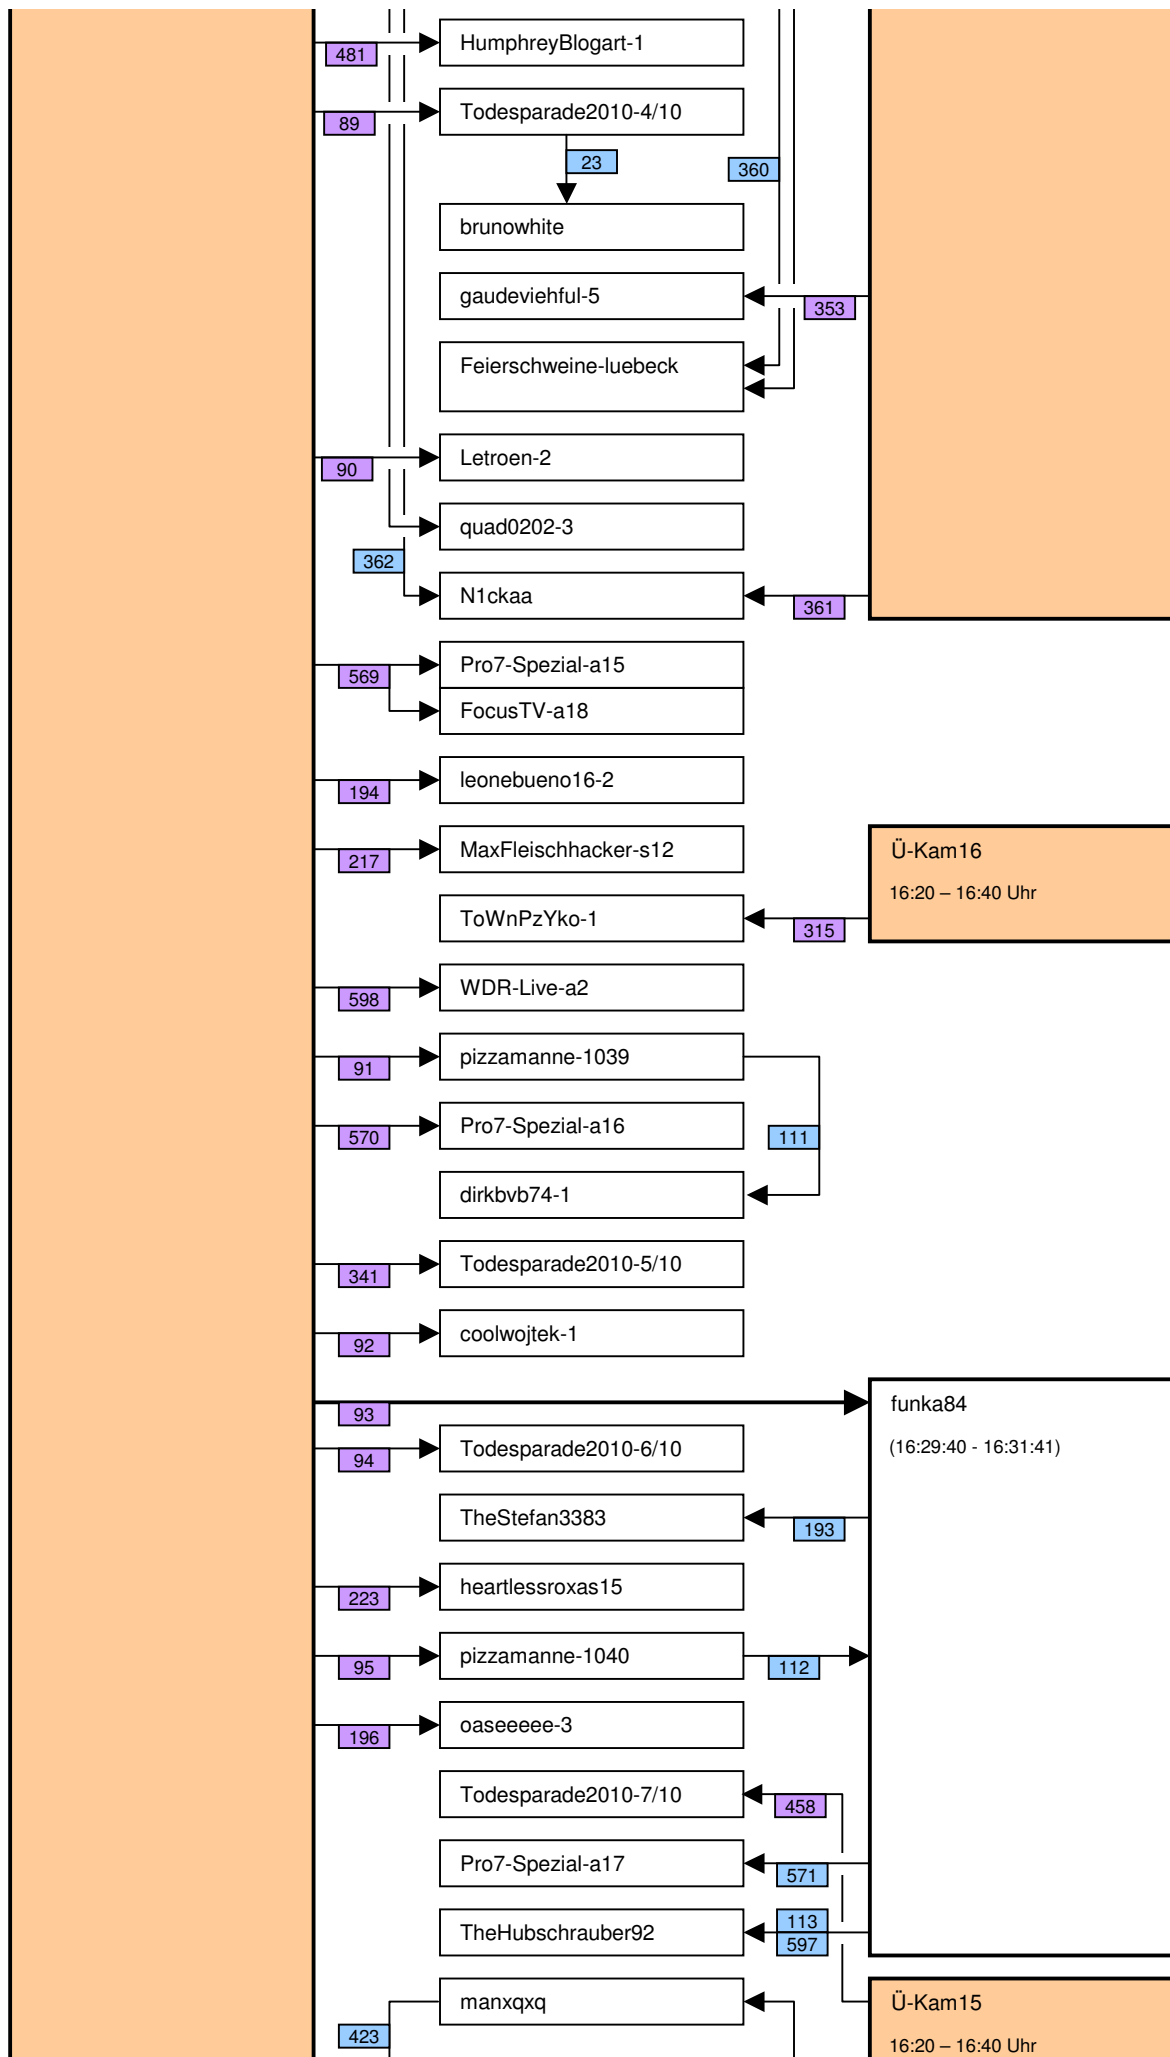 HumphreyBlogart-1
481
Todesparade2010-4/10
89
23
360
brunowhite
gaudeviehful-5
353
Feierschweine-luebeck
Letroen-2
90
quad0202-3
362
N1ckaa
361
Pro7-Spezial-a15
569
FocusTV-a18
leonebueno16-2
194
MaxFleischhacker-s12
217
Ü-Kam16
16:20 – 16:40 Uhr
ToWnPzYko-1
315
WDR-Live-a2
598
pizzamanne-1039
91
Pro7-Spezial-a16
570
111
dirkbvb74-1
Todesparade2010-5/10
341
coolwojtek-1
92
funka84
93
(16:29:40 - 16:31:41)
Todesparade2010-6/10
94
TheStefan3383
193
heartlessroxas15
223
pizzamanne-1040
95
112
oaseeeee-3
196
Todesparade2010-7/10
458
Pro7-Spezial-a17
571
113
TheHubschrauber92
597
manxqxq
Ü-Kam15
423
16:20 – 16:40 Uhr